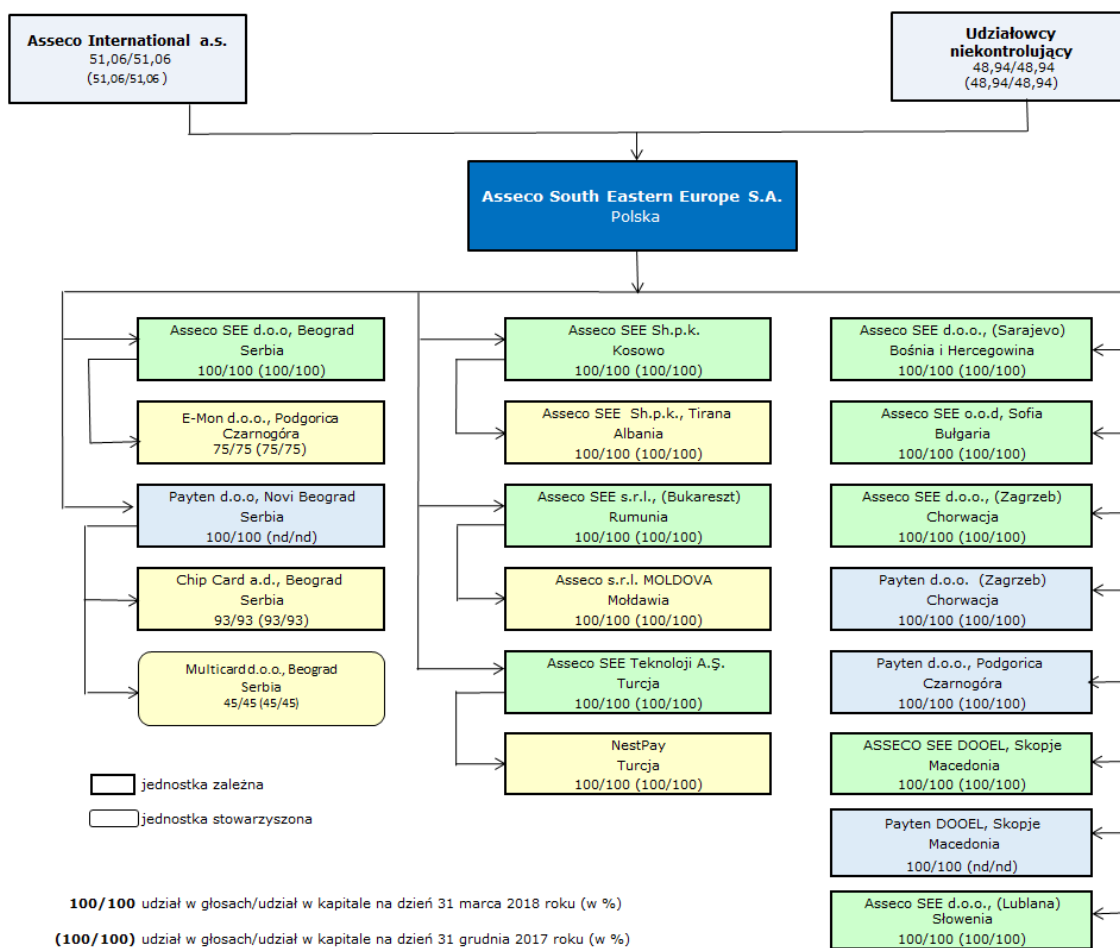 Asseco International a.s.
51,06/51,06
(51,06/51,06 )
Udziałowcy
niekontrolujący
48,94/48,94
(48,94/48,94)
Asseco South Eastern Europe S.A.
Polska
Asseco SEE d.o.o, Beograd
Serbia
100/100 (100/100)
E-Mon d.o.o., Podgorica
Czarnogóra
75/75 (75/75)
Payten d.o.o, Novi Beograd
Serbia
100/100 (nd/nd)
Chip Card a.d., Beograd
Serbia
93/93 (93/93)
Multicard d.o.o., Beograd
Serbia
45/45 (45/45)
Asseco SEE Sh.p.k.
Kosowo
100/100 (100/100)
Asseco SEE Sh.p.k., Tirana
Albania
100/100 (100/100)
Asseco SEE s.r.l., (Bukareszt)
Rumunia
100/100 (100/100)
Asseco s.r.l. MOLDOVA
Mołdawia
100/100 (100/100)
Asseco SEE Teknoloji A.Ş.
Turcja
100/100 (100/100)
NestPay
Turcja
100/100 (100/100)
Asseco SEE d.o.o., (Sarajevo)
Bośnia i Hercegowina
100/100 (100/100)
Asseco SEE o.o.d, Sofia
Bułgaria
100/100 (100/100)
Asseco SEE d.o.o., (Zagrzeb)
Chorwacja
100/100 (100/100)
Payten d.o.o. (Zagrzeb)
Chorwacja
100/100 (100/100)
Payten d.o.o., Podgorica
Czarnogóra
100/100 (100/100)
ASSECO SEE DOOEL, Skopje
Macedonia
100/100 (100/100)
Payten DOOEL, Skopje
Macedonia
100/100 (nd/nd)
Asseco SEE d.o.o., (Lublana)
Słowenia
100/100 (100/100)
jednostka zależna
jednostka stowarzyszona
100/100 udział w głosach/udział w kapitale na dzień 31 marca 2018 roku (w %)
(100/100) udział w głosach/udział w kapitale na dzień 31 grudnia 2017 roku (w %)